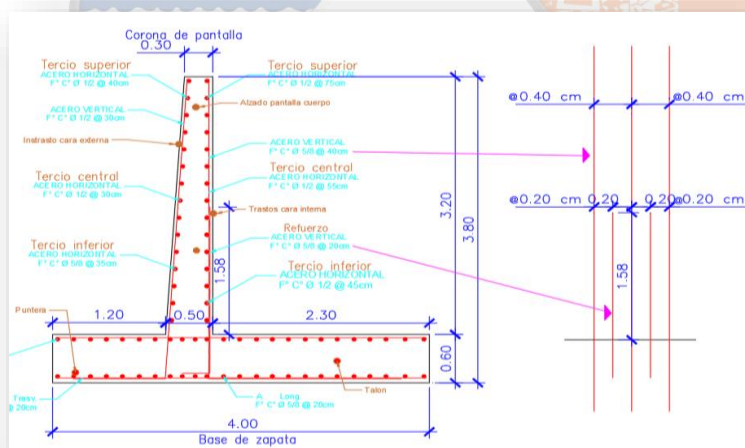 Corona de pantalla
0.30
Tercio superior
ACERO HORIZONTAL
F° C° Ø 1/2 @ 40cm
ACERO VERTICAL
F° C° Ø 1/2 @ 30cm
Instrasto cara externa
Tercio central
ACERO HORIZONTAL
F° C° Ø 1/2 @ 30cm
Tercio inferior
ACERO HORIZONTAL
F° C° Ø 5/8 @ 35cm
Puntera
1.20
0.50
2.30
Tercio superior
ACERO HORIZONTAL
F° C° Ø 1/2 @ 75cm
Alzado pantalla cuerpo
ACERO VERTICAL
F° C° Ø 5/8 @ 40cm
Tercio central
ACERO HORIZONTAL
F° C° Ø 1/2 @ 55cm
Trastos cara interna
Refuerzo
ACERO VERTICAL
F° C° Ø 5/8 @ 20cm
Tercio inferior
ACERO HORIZONTAL
F° C° Ø 1/2 @ 45cm
1.58
3.20
3.80
0.60
Trasv.
@ 20cm
A. Long.
F° C° Ø 5/8 @ 20cm
Talón
4.00
Base de zapata
@0.40 cm
@0.40 cm
@0.20 cm
0.20
0.20
@0.20 cm
1.58